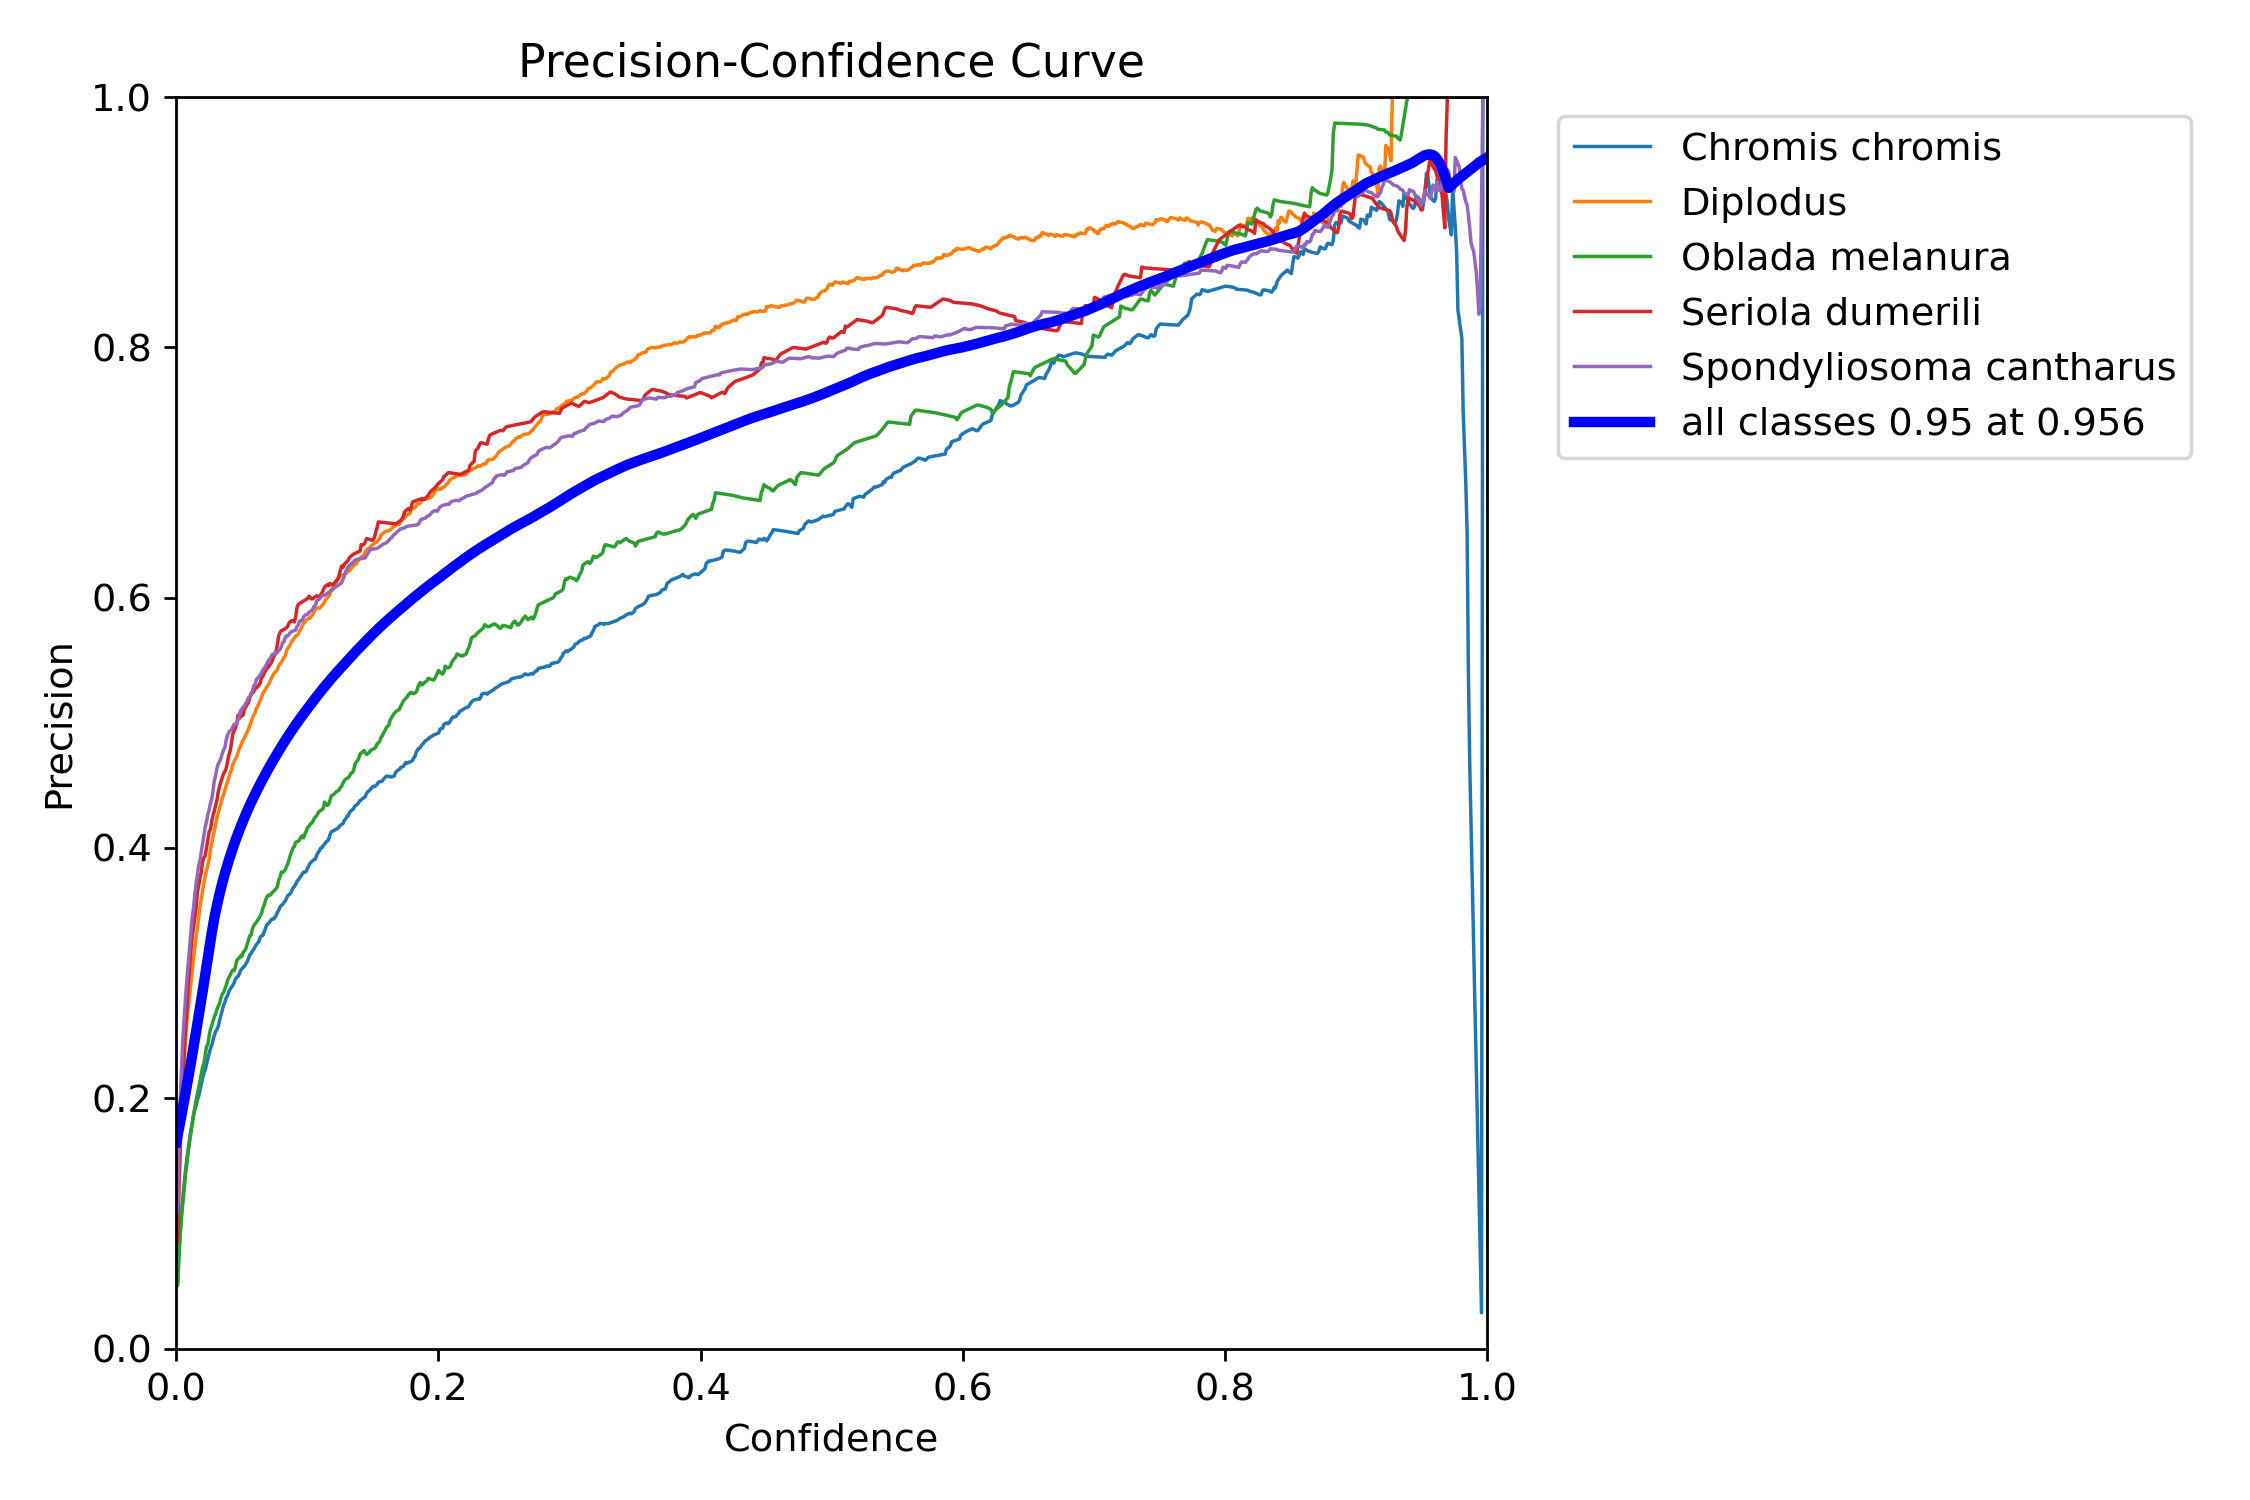 Precision-Confidence Curve
1.0
0.8
0.6
0.4
0.2
0.0
Precision
0.0 0.2 0.4 0.6 0.8 1.0
Confidence
Chromis chromis
Diplodus
Oblada melanura
Seriola dumerili
Spondyliosoma cantharus
all classes 0.95 at 0.956